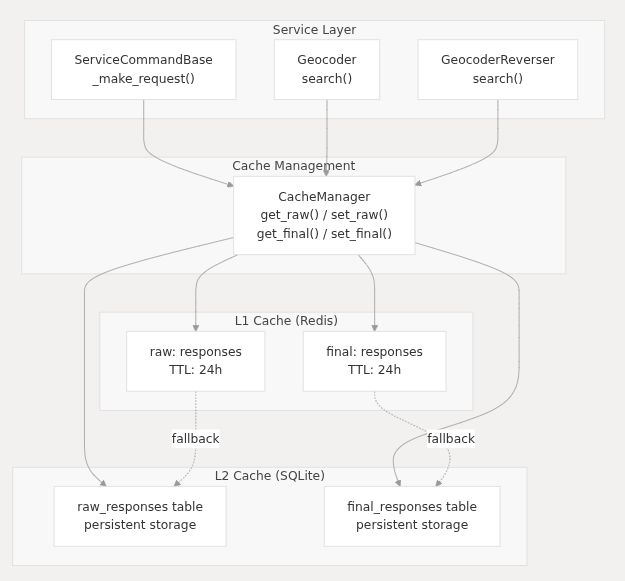 Service Layer
ServiceCommandBase
_make_request()
Geocoder
search()
GeocoderReverser
search()
Cache Management
CacheManager
get_raw() / set_raw()
get_final() / set_final()
L1 Cache (Redis)
raw: responses
TTL: 24h
final: responses
TTL: 24h
fallback
fallback
L2 Cache (SQLite)
raw_responses table
persistent storage
final_responses table
persistent storage